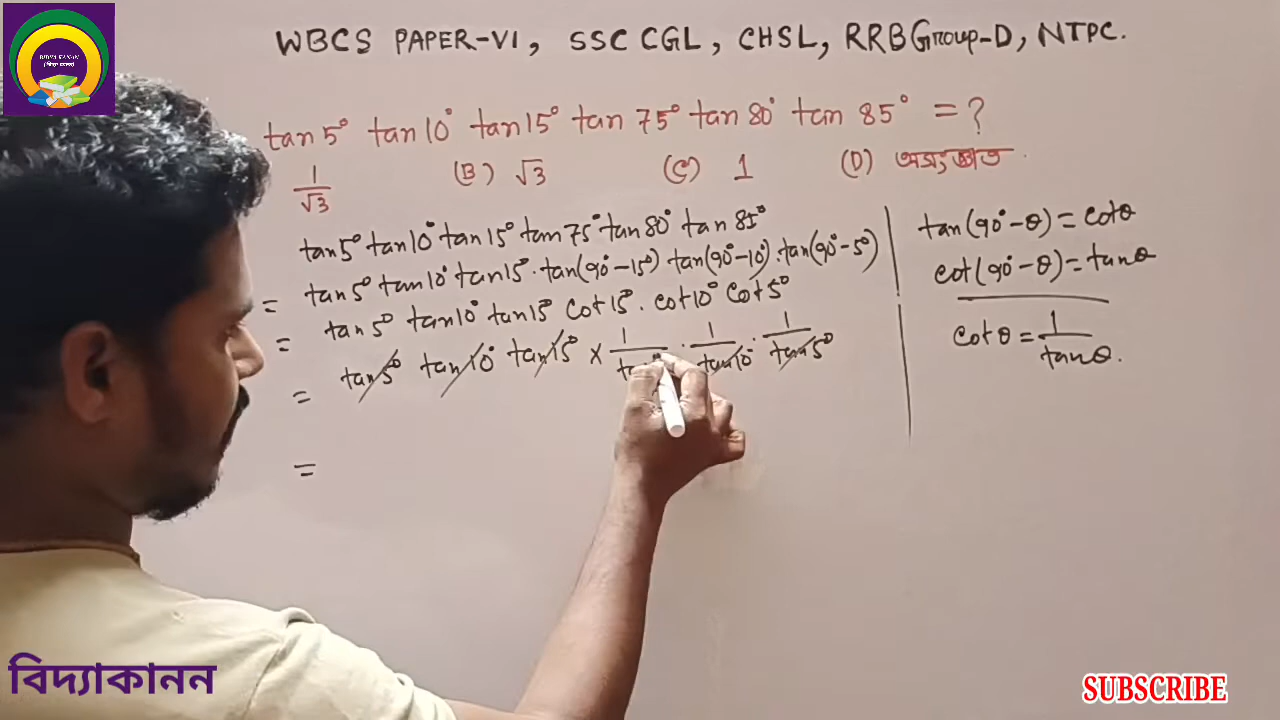 WBCS PAPER-VI, SSC CGL, CHSL, RRB Group-D, NTPC.
tan 5° tan 10° tan 15° tan 75° tan 80° tan 85° = ?
1/√3 (B) √3 (C) 1 (D) অসংজ্ঞাত
tan 5° tan 10° tan 15° tan 75° tan 80° tan 85°
= tan 5° tan 10° tan 15° · tan(90°-15°) tan(90°-10°) · tan(90°-5°)
= tan 5° tan 10° tan 15° cot 15° · cot 10° cot 5°
= tan 5° tan 10° tan 15° × 1/tan · 1/tan 10° · 1/tan 5°
=
tan(90°-θ) = cotθ
cot(90°-θ) = tanθ
cotθ = 1/tanθ.
বিদ্যাকানন
SUBSCRIBE